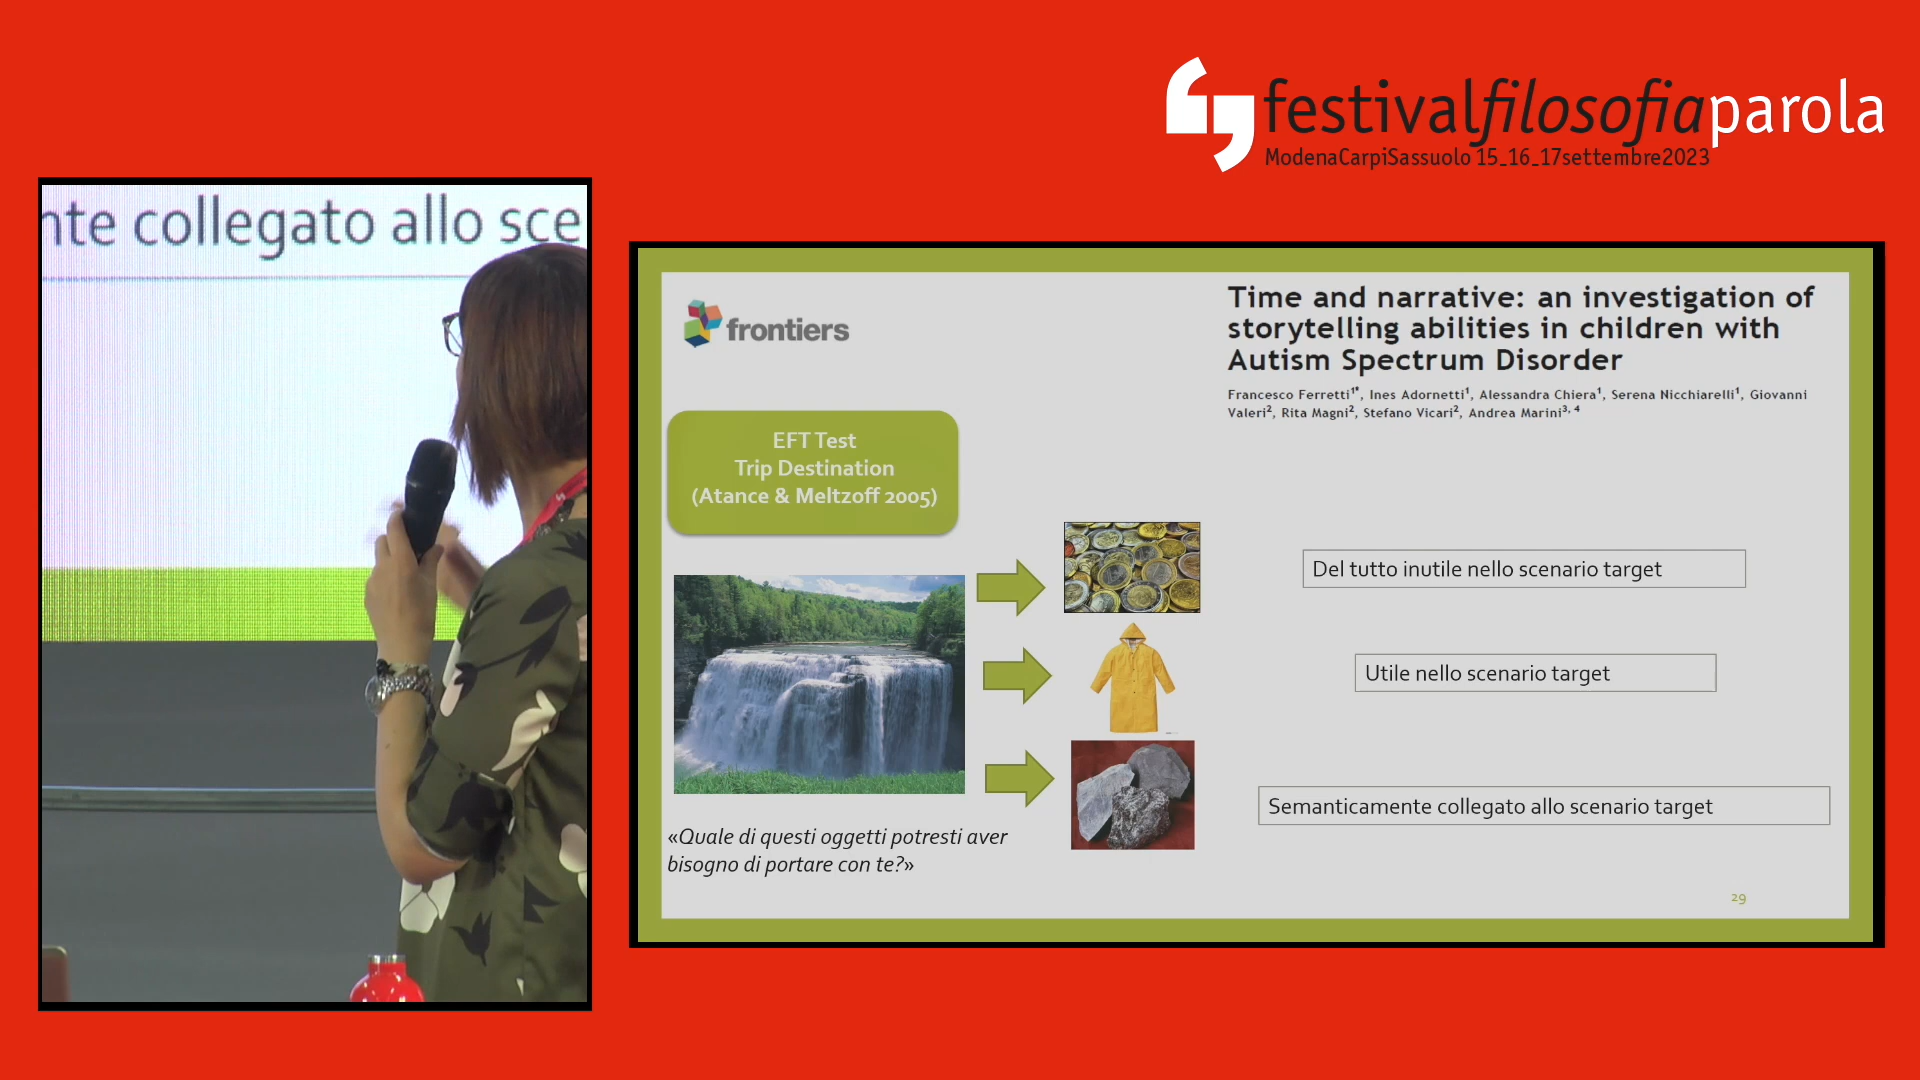 festivalfilosofiaparola
ModenaCarpiSassuolo 15_16_17settembre2023
nte collegato allo sce
frontiers
Time and narrative: an investigation of
storytelling abilities in children with
Autism Spectrum Disorder
Francesco Ferretti1*, Ines Adornetti1, Alessandra Chiera1, Serena Nicchiarelli1, Giovanni
Valeri2, Rita Magni2, Stefano Vicari2, Andrea Marini3, 4
EFT Test
Trip Destination
(Atance & Meltzoff 2005)
Del tutto inutile nello scenario target
Utile nello scenario target
Semanticamente collegato allo scenario target
«Quale di questi oggetti potresti aver
bisogno di portare con te?»
29